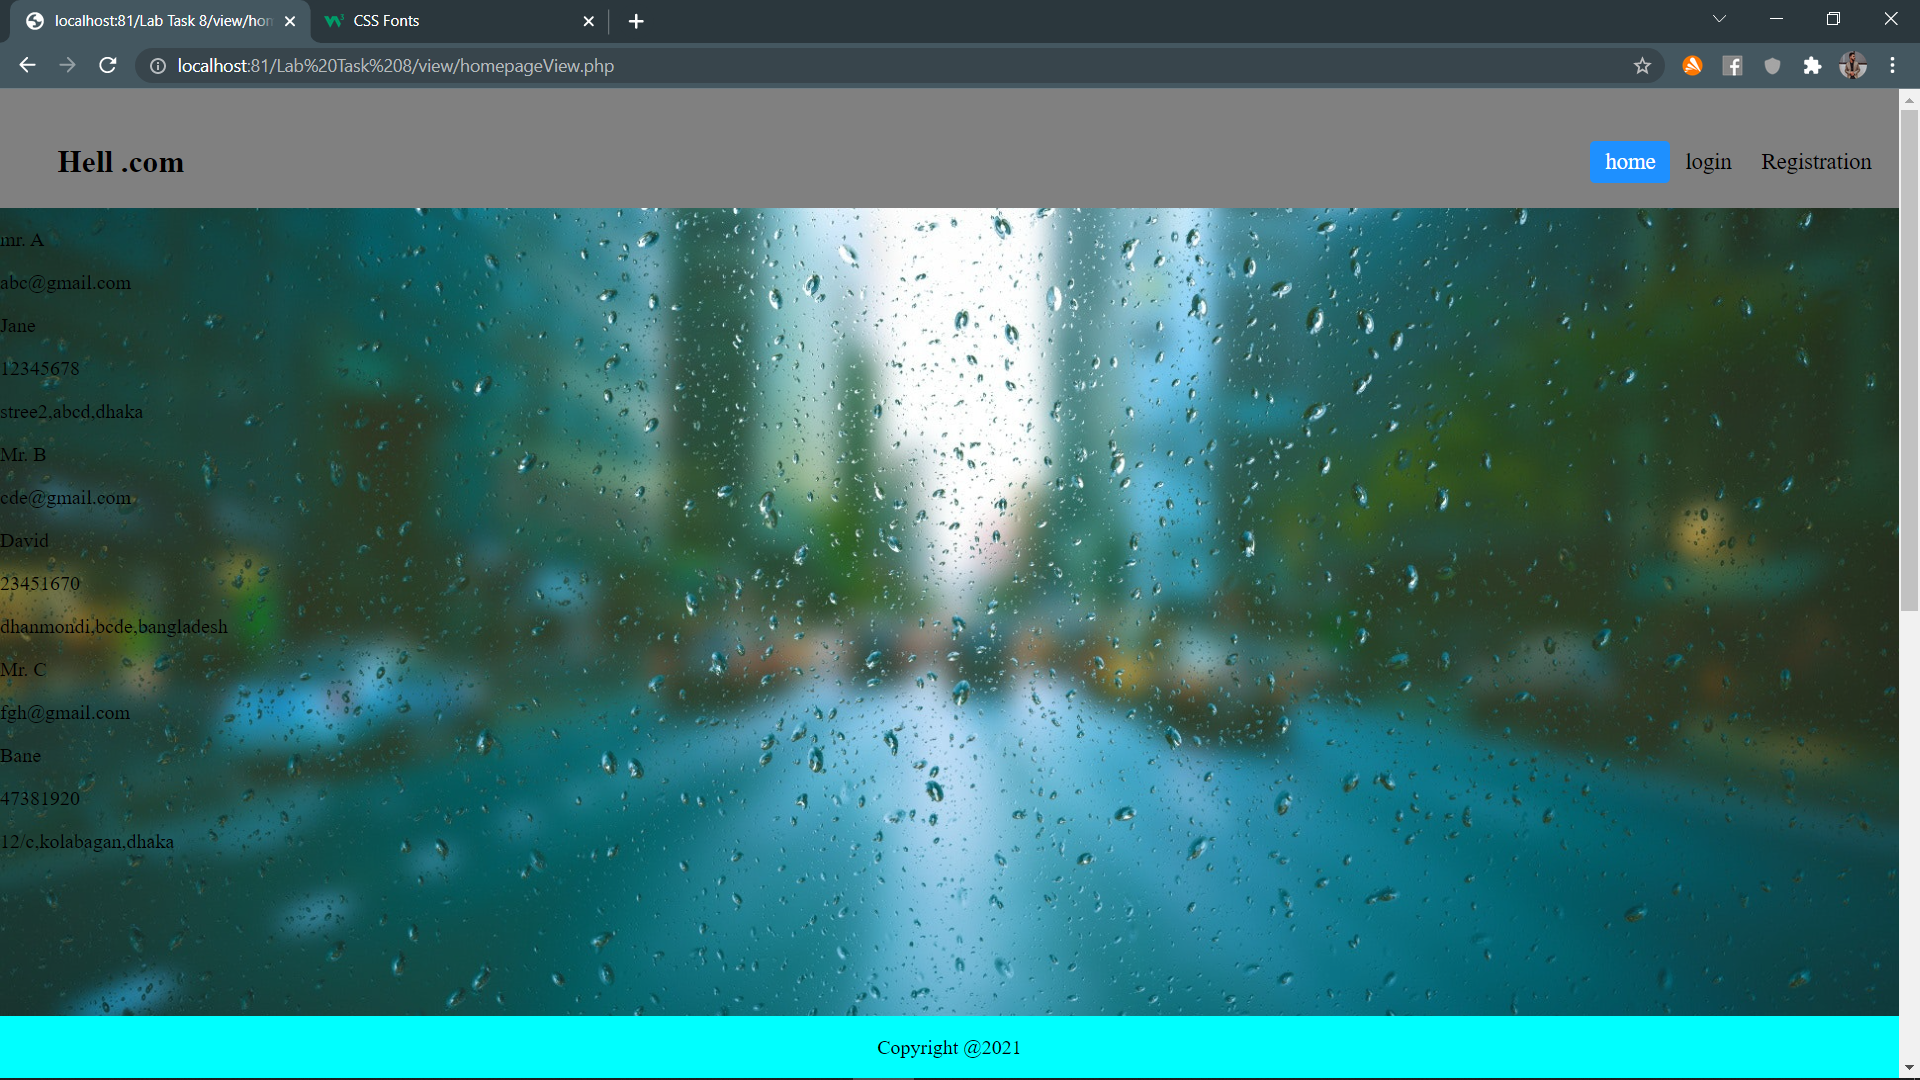 localhost:81/Lab Task 8/view/hon
CSS Fonts
localhost:81/Lab%20Task%208/view/homepageView.php
Hell .com
home
login
Registration
mr. A
abc@gmail.com
Jane
12345678
stree2,abcd,dhaka
Mr. B
cde@gmail.com
David
23451670
dhanmondi,bcde,bangladesh
Mr. C
fgh@gmail.com
Bane
47381920
12/c,kolabagan,dhaka
Copyright @2021